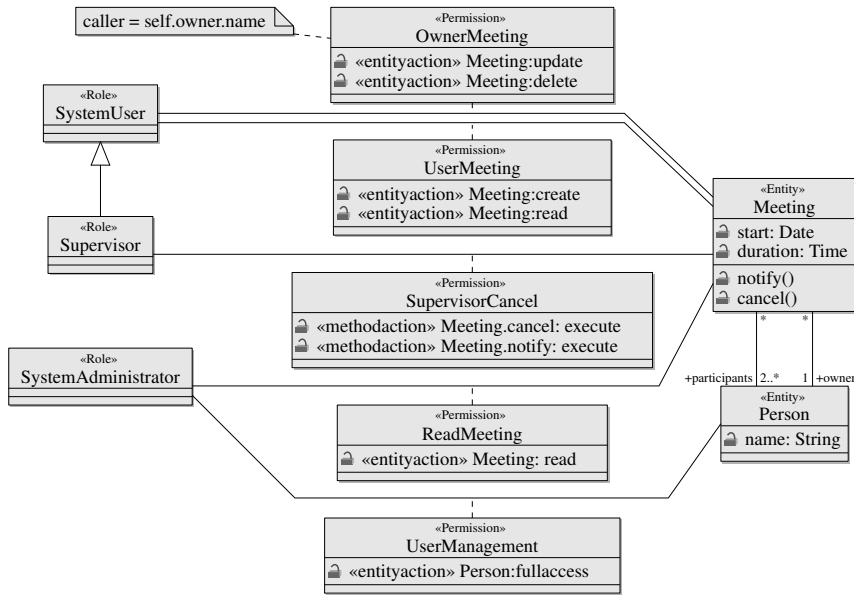 caller = self.owner.name
«Permission»
OwnerMeeting
«entityaction» Meeting:update
«entityaction» Meeting:delete
«Role»
SystemUser
«Permission»
UserMeeting
«entityaction» Meeting:create
«entityaction» Meeting:read
«Entity»
Meeting
start: Date
duration: Time
notify()
cancel()
«Role»
Supervisor
«Permission»
SupervisorCancel
«methodaction» Meeting.cancel: execute
«methodaction» Meeting.notify: execute
* *
«Role»
SystemAdministrator
+participants 2..* 1 +owner
«Entity»
Person
name: String
«Permission»
ReadMeeting
«entityaction» Meeting: read
«Permission»
UserManagement
«entityaction» Person:fullaccess